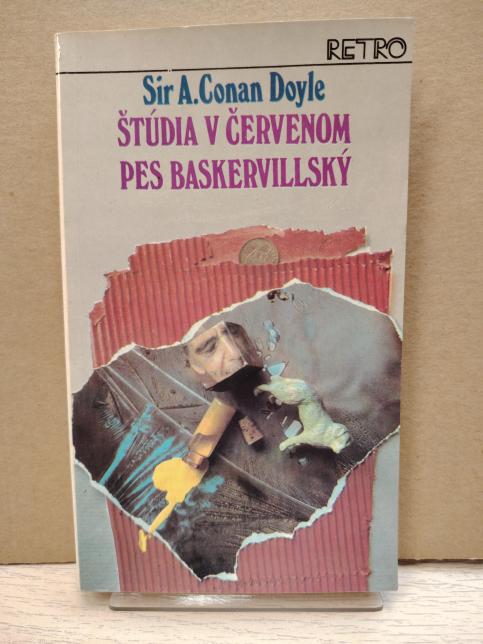 RETRO
Sir A.Conan Doyle
ŠTÚDIA V ČERVENOM
PES BASKERVILLSKÝ